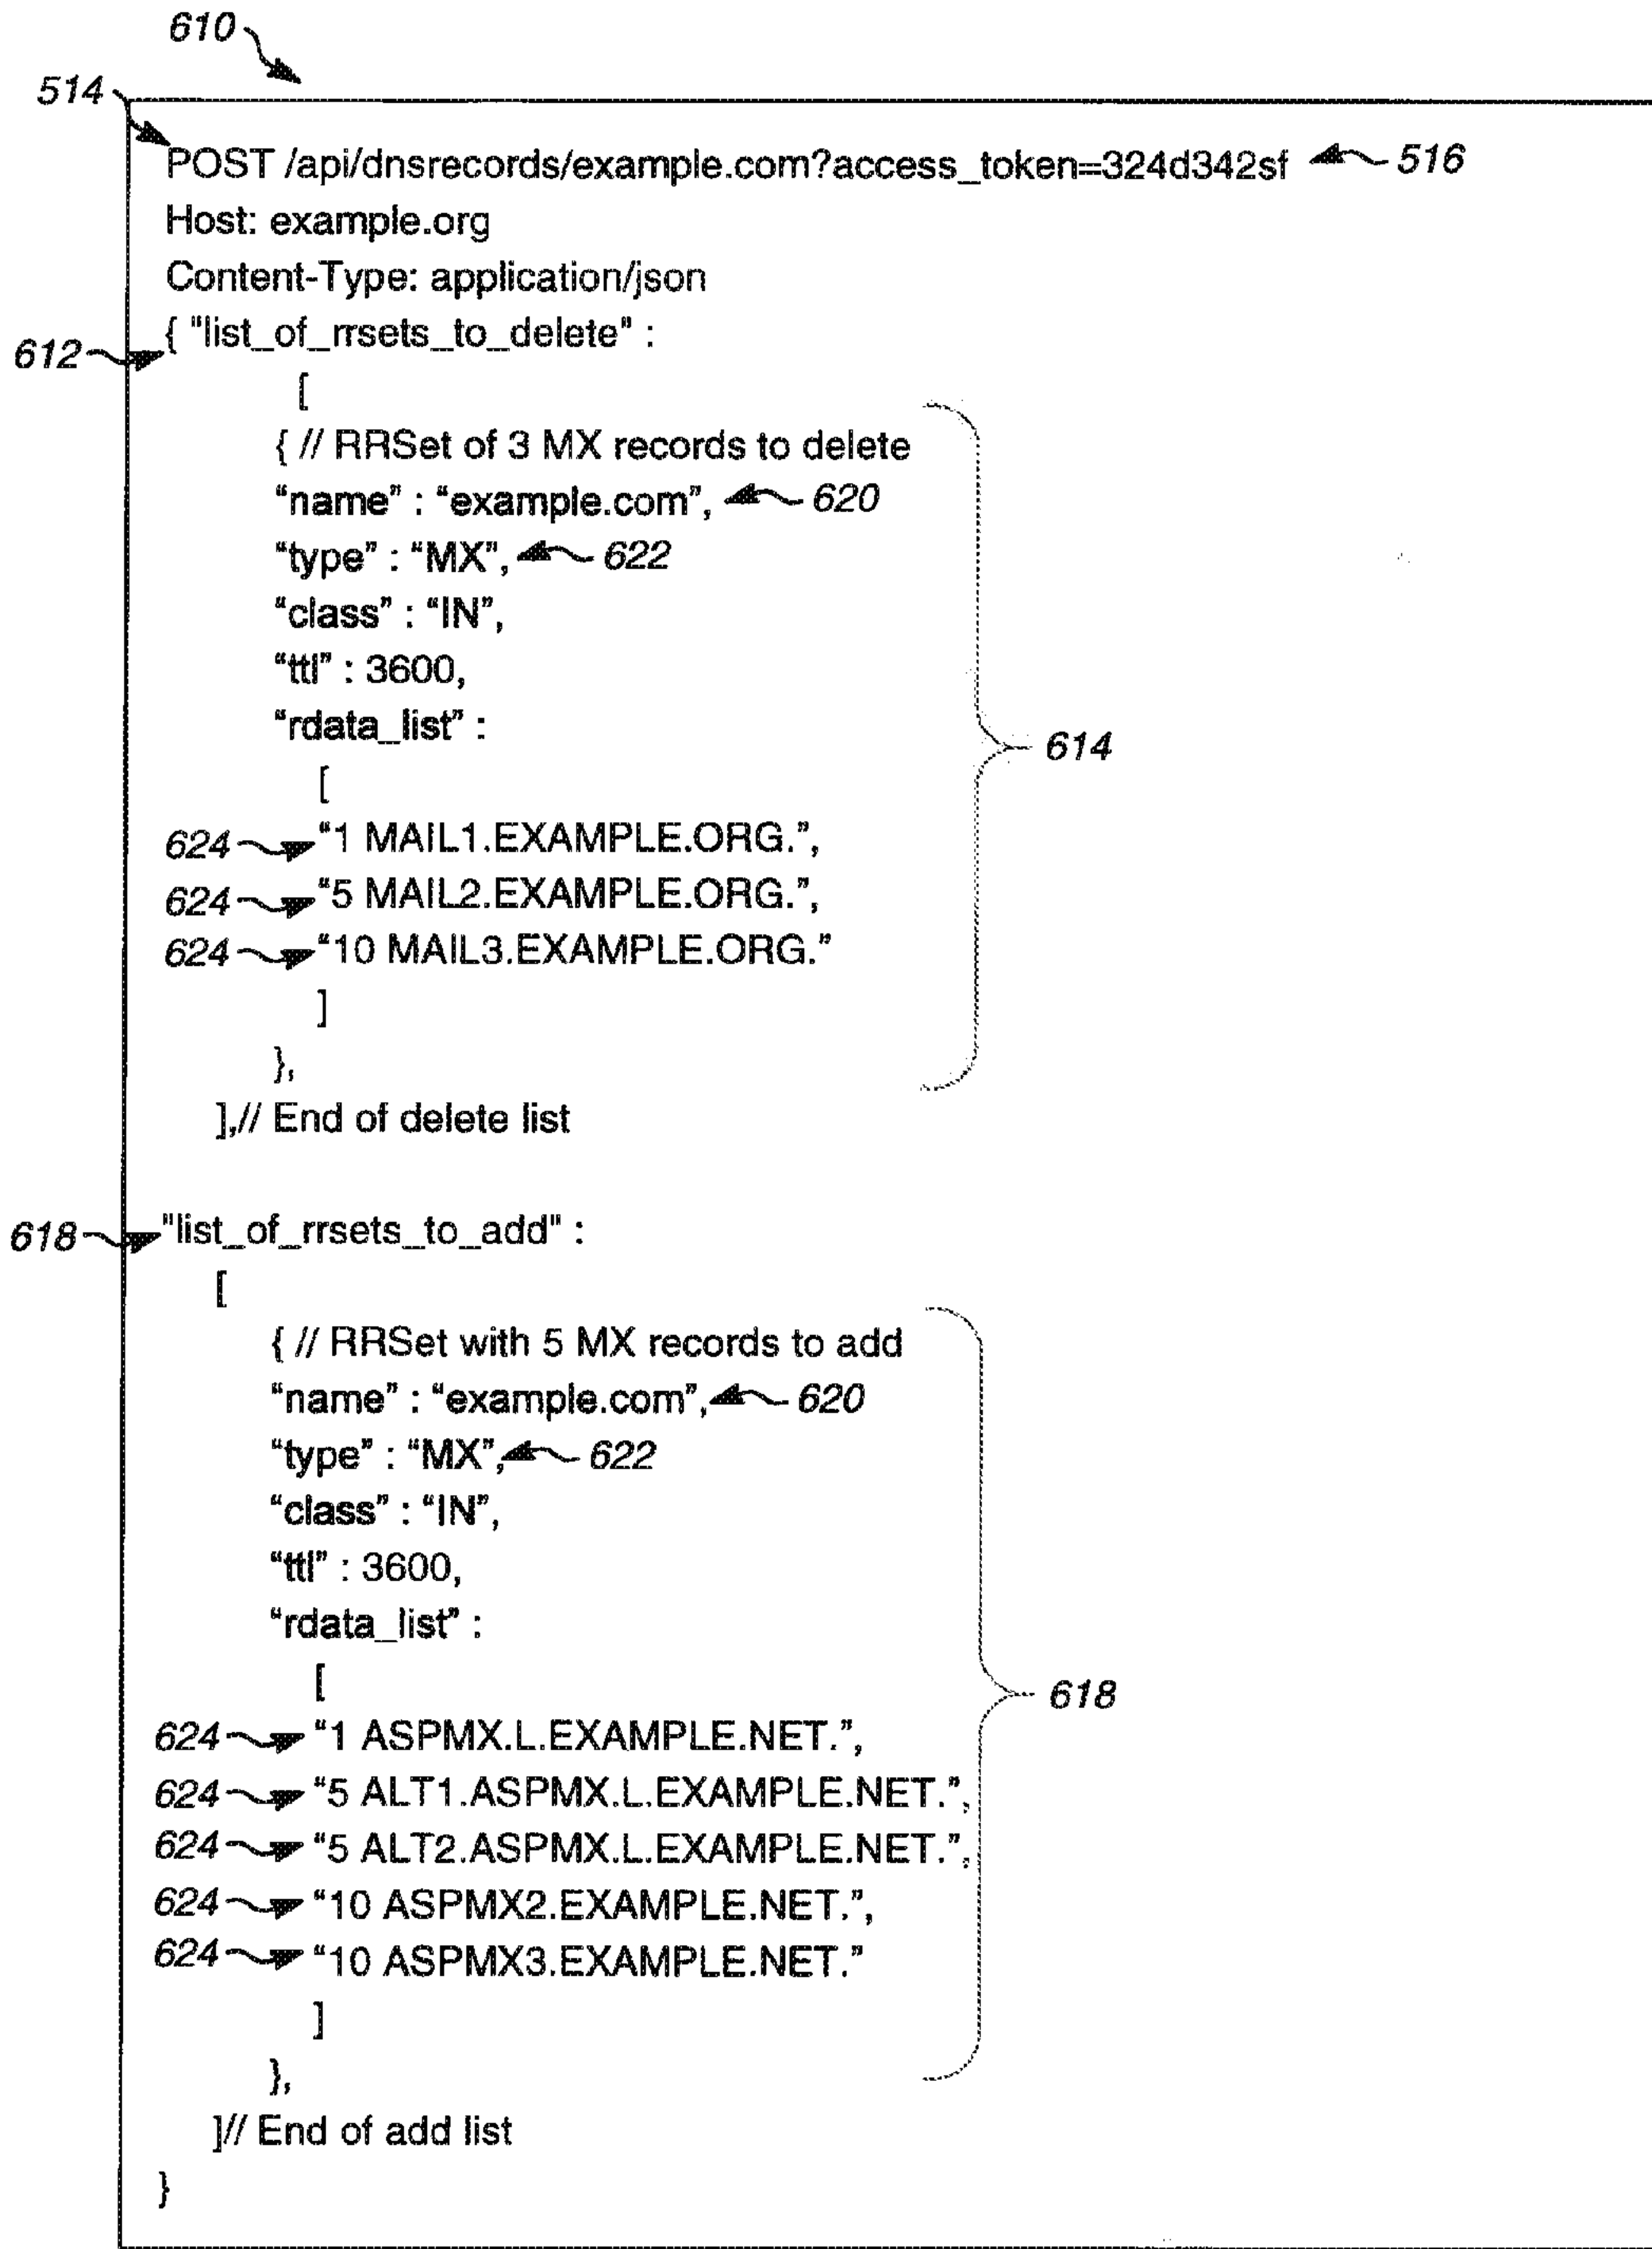 610
514
POST /api/dnsrecords/example.com?access_token=324d342sf 516
Host: example.org
Content-Type: application/json
612 { "list_of_rrsets_to_delete" :
[
{ // RRSet of 3 MX records to delete
“name” : “example.com”, 620
“type” : “MX”, 622
“class” : “IN”,
“ttl” : 3600,
“rdata_list” :
614
[
624 “1 MAIL1.EXAMPLE.ORG.”,
624 “5 MAIL2.EXAMPLE.ORG.”,
624 “10 MAIL3.EXAMPLE.ORG.”
]
},
],// End of delete list
618 "list_of_rrsets_to_add" :
[
{ // RRSet with 5 MX records to add
“name” : “example.com”, 620
“type” : “MX”, 622
“class” : “IN”,
“ttl” : 3600,
“rdata_list” :
[
618
624 “1 ASPMX.L.EXAMPLE.NET.”,
624 “5 ALT1.ASPMX.L.EXAMPLE.NET.”,
624 “5 ALT2.ASPMX.L.EXAMPLE.NET.”,
624 “10 ASPMX2.EXAMPLE.NET.”,
624 “10 ASPMX3.EXAMPLE.NET.”
]
},
]// End of add list
}